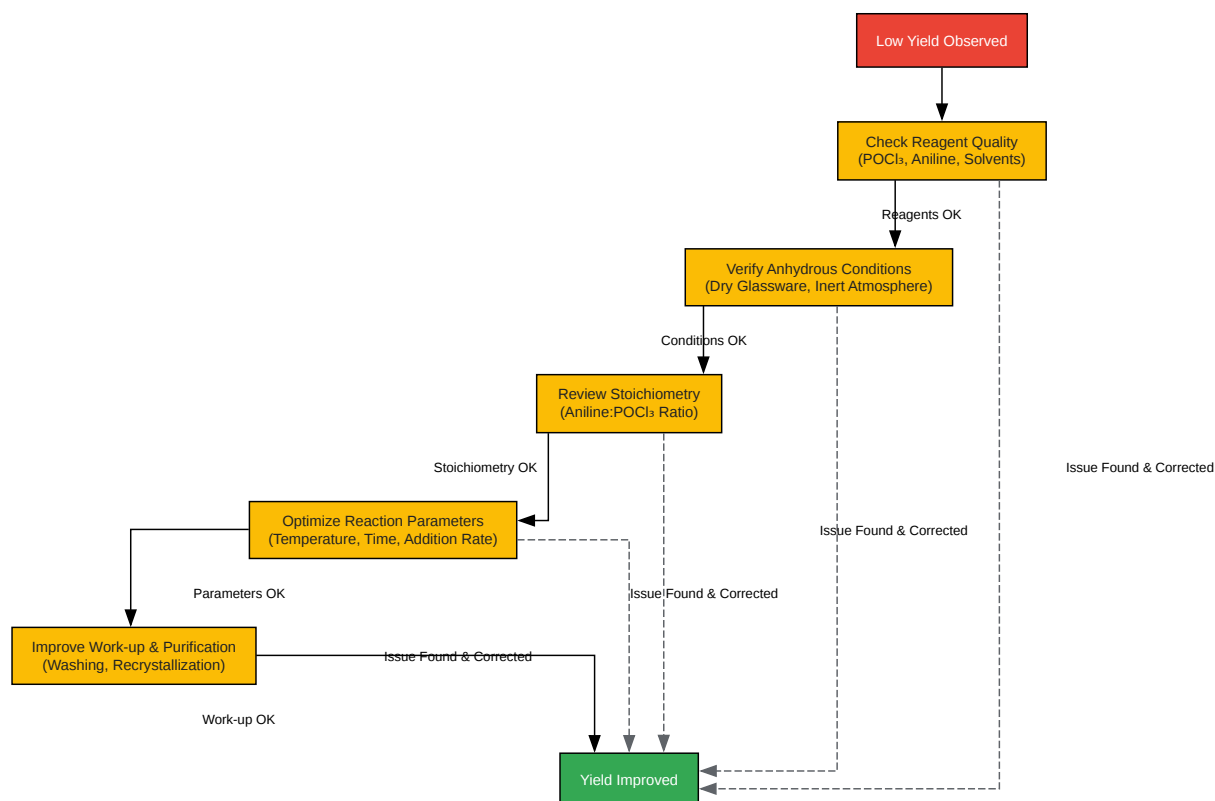 Low Yield Observed
Check Reagent Quality
(POCl₃, Aniline, Solvents)
Reagents OK
Verify Anhydrous Conditions
(Dry Glassware, Inert Atmosphere)
Conditions OK
Review Stoichiometry
(Aniline:POCl₃ Ratio)
Stoichiometry OK
Issue Found & Corrected
Optimize Reaction Parameters
(Temperature, Time, Addition Rate)
Issue Found & Corrected
Parameters OK
Issue Found & Corrected
Improve Work-up & Purification
(Washing, Recrystallization)
Issue Found & Corrected
Work-up OK
Yield Improved